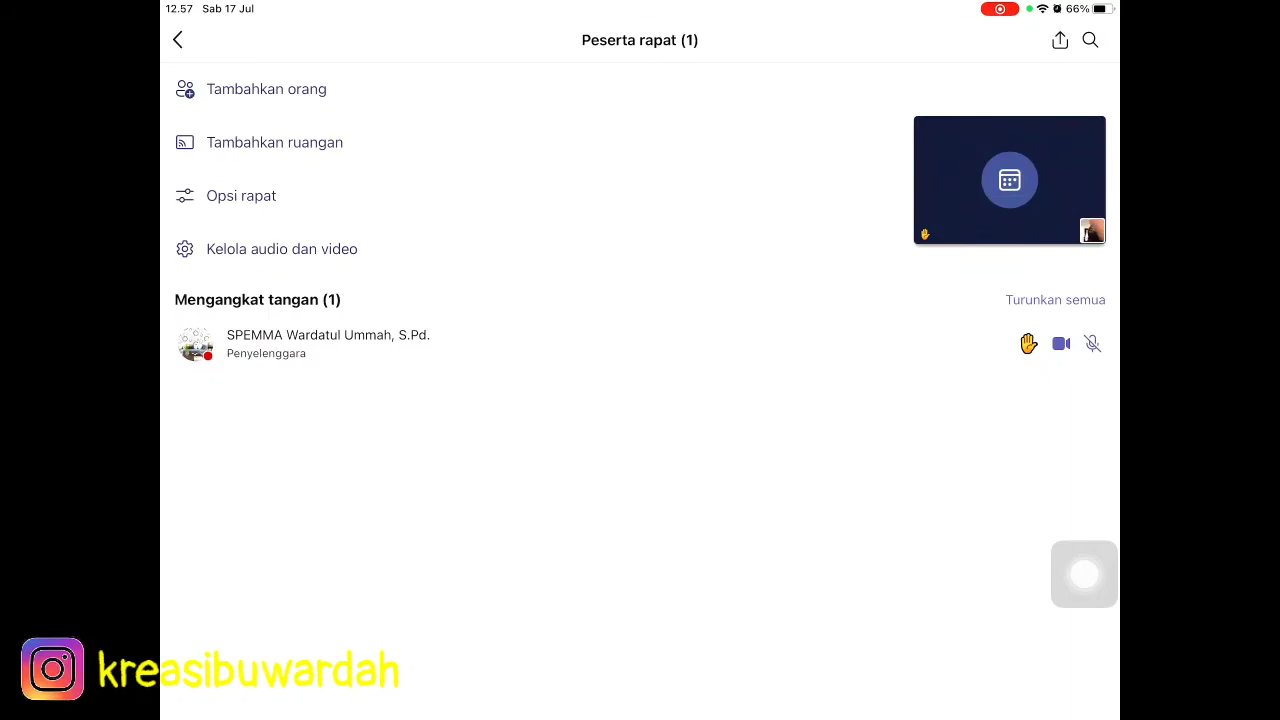 12.57 Sab 17 Jul 66%
Peserta rapat (1)
Tambahkan orang
Tambahkan ruangan
Opsi rapat
Kelola audio dan video
Mengangkat tangan (1) Turunkan semua
SPEMMA Wardatul Ummah, S.Pd.
Penyelenggara
kreasibuwardah